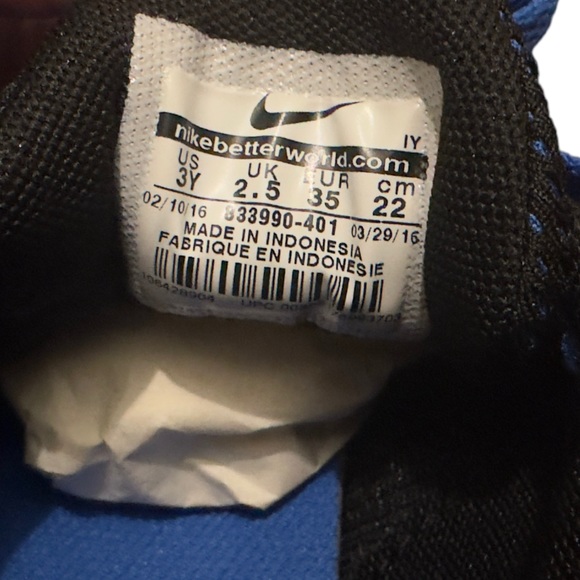 IY
nikebetterworld.com
US UK EUR cm
3Y 2.5 35 22
02/10/16 833990-401 03/29/16
MADE IN INDONESIA
FABRIQUE EN INDONESIE
UPC